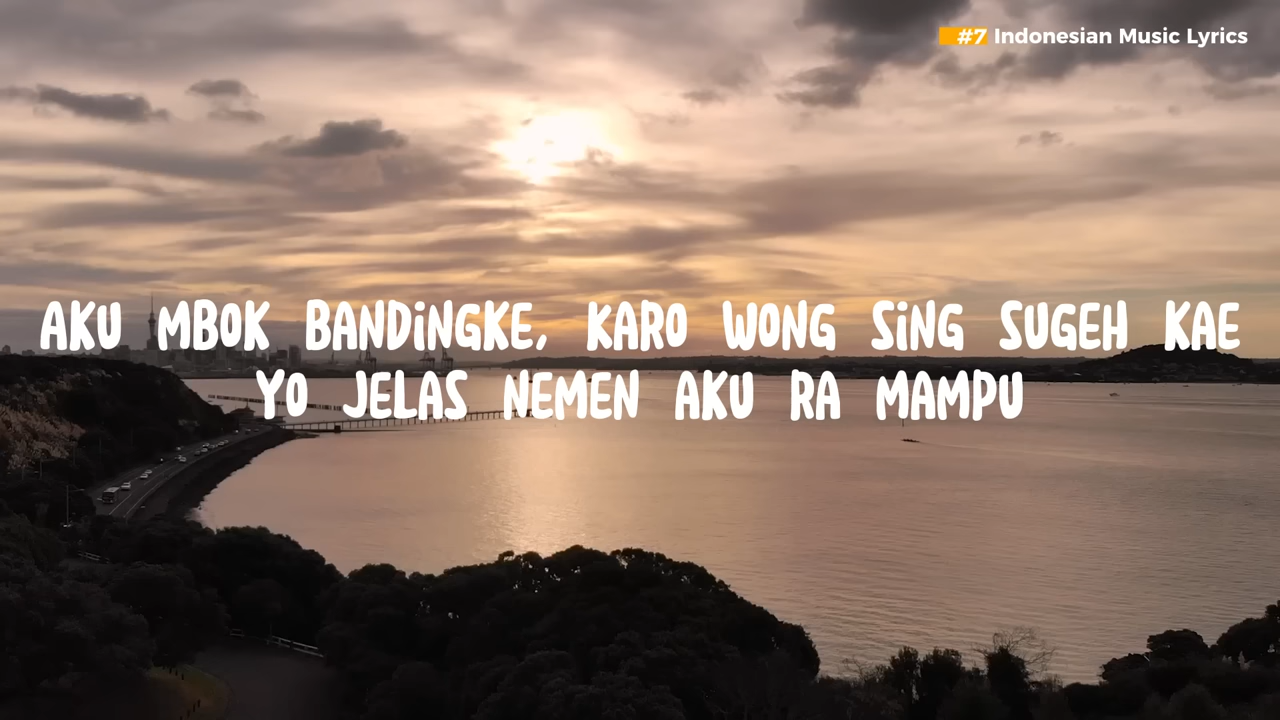 #7 Indonesian Music Lyrics
AKU MBOK BANDiNGKE, KARO WONG SiNG SUGEH KAE
YO JELAS NEMEN AKU RA MAMPU